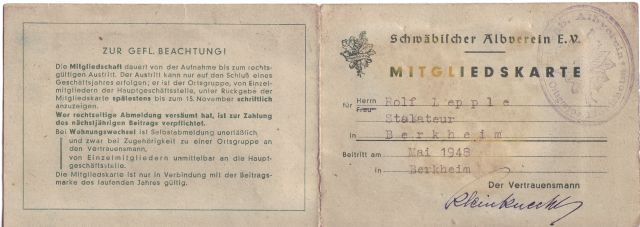 ZUR GEFL. BEACHTUNG!
Die Mitgliedschaft dauert von der Aufnahme bis zum rechts-
gültigen Austritt. Der Austritt kann nur auf den Schluß eines
Geschäftsjahres erfolgen; er ist der Ortsgruppe, von Einzel-
mitgliedern der Hauptgeschäftsstelle, unter Rückgabe der
Mitgliedskarte spätestens bis zum 15. November schriftlich
anzuzeigen.
Wer rechtzeitige Abmeldung versäumt hat, ist zur Zahlung
des nächstjährigen Beitrags verpflichtet.
Bei Wohnungswechsel ist Selbstabmeldung unerläßlich,
und zwar bei Zugehörigkeit zu einer Ortsgruppe an
den Vertrauensmann,
von Einzelmitgliedern unmittelbar an die Haupt-
geschäftsstelle.
Die Mitgliedskarte ist nur in Verbindung mit der Beitrags-
marke des laufenden Jahres gültig.
Schwäbischer Albverein E.V.
MITGLIEDSKARTE
für Herrn Rolf Lepple
Frau
Stukateur
in Berkheim
Beitritt am Mai 1948
in Berkheim
Der Vertrauensmann